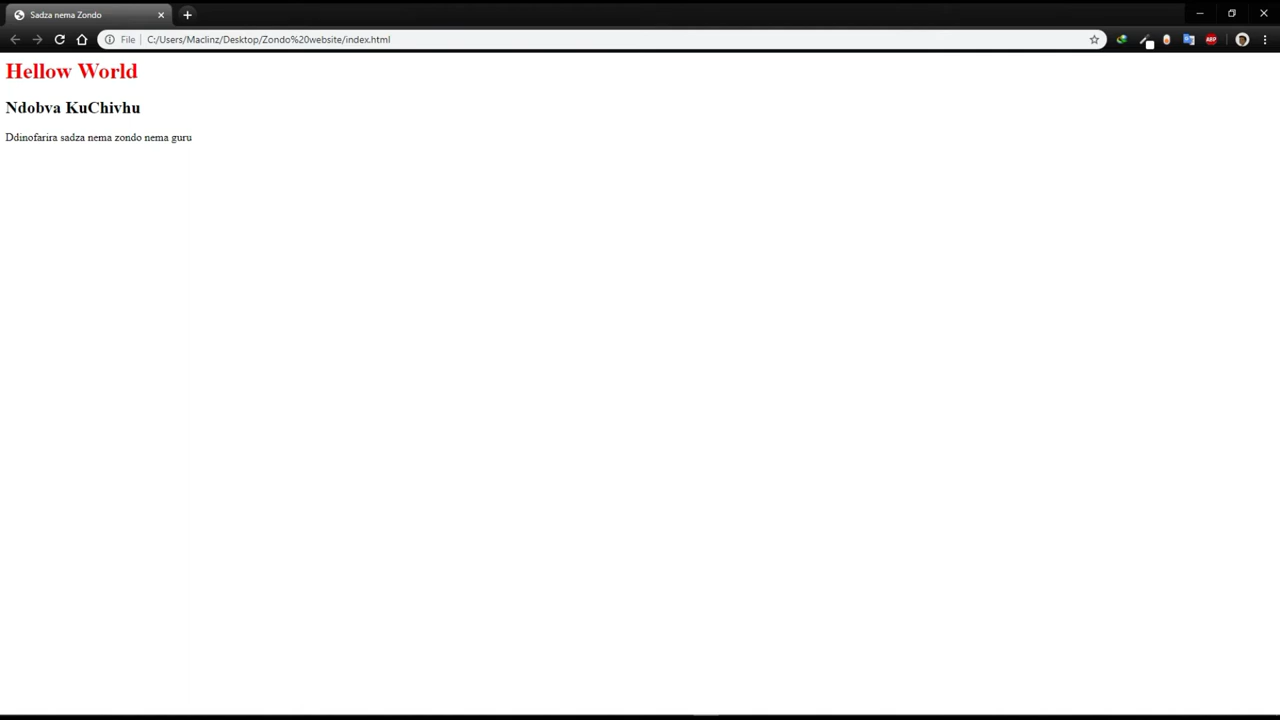 Sadza nema Zondo
File C:/Users/Maclinz/Desktop/Zondo%20website/index.html
ABP
Hellow World
Ndobva KuChivhu
Ddinofarira sadza nema zondo nema guru